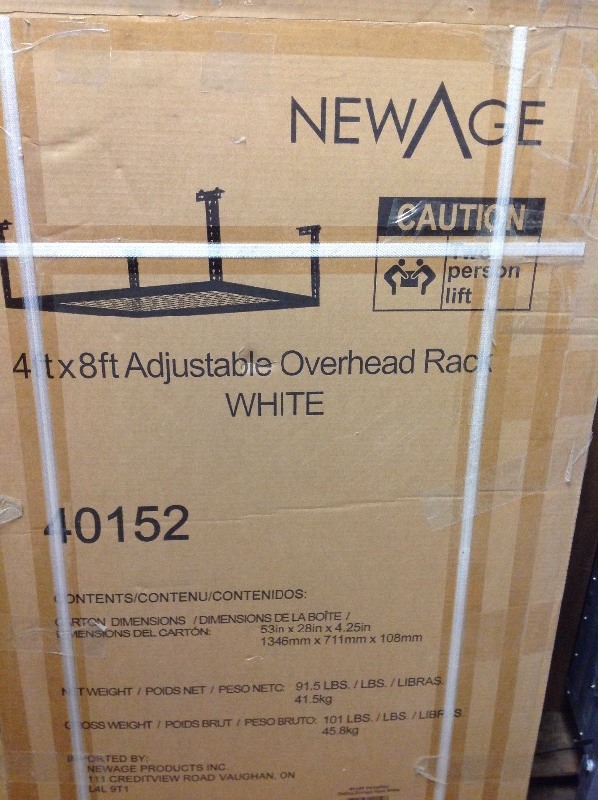 NEWAGE
CAUTION
person
lift
4ft x 8ft Adjustable Overhead Rack
WHITE
40152
CONTENTS/CONTENU/CONTENIDOS:
CARTON DIMENSIONS / DIMENSIONS DE LA BOÎTE /
DIMENSIONS DEL CARTÓN: 53in x 28in x 4.25in
1346mm x 711mm x 108mm
NET WEIGHT / POIDS NET / PESO NETO: 91.5 LBS. / LBS. / LIBRAS.
41.5kg
GROSS WEIGHT / POIDS BRUT / PESO BRUTO: 101 LBS. / LBS. / LIBRAS.
45.8kg
IMPORTED BY:
NEWAGE PRODUCTS INC.
111 CREDITVIEW ROAD VAUGHAN, ON
L4L 9T1